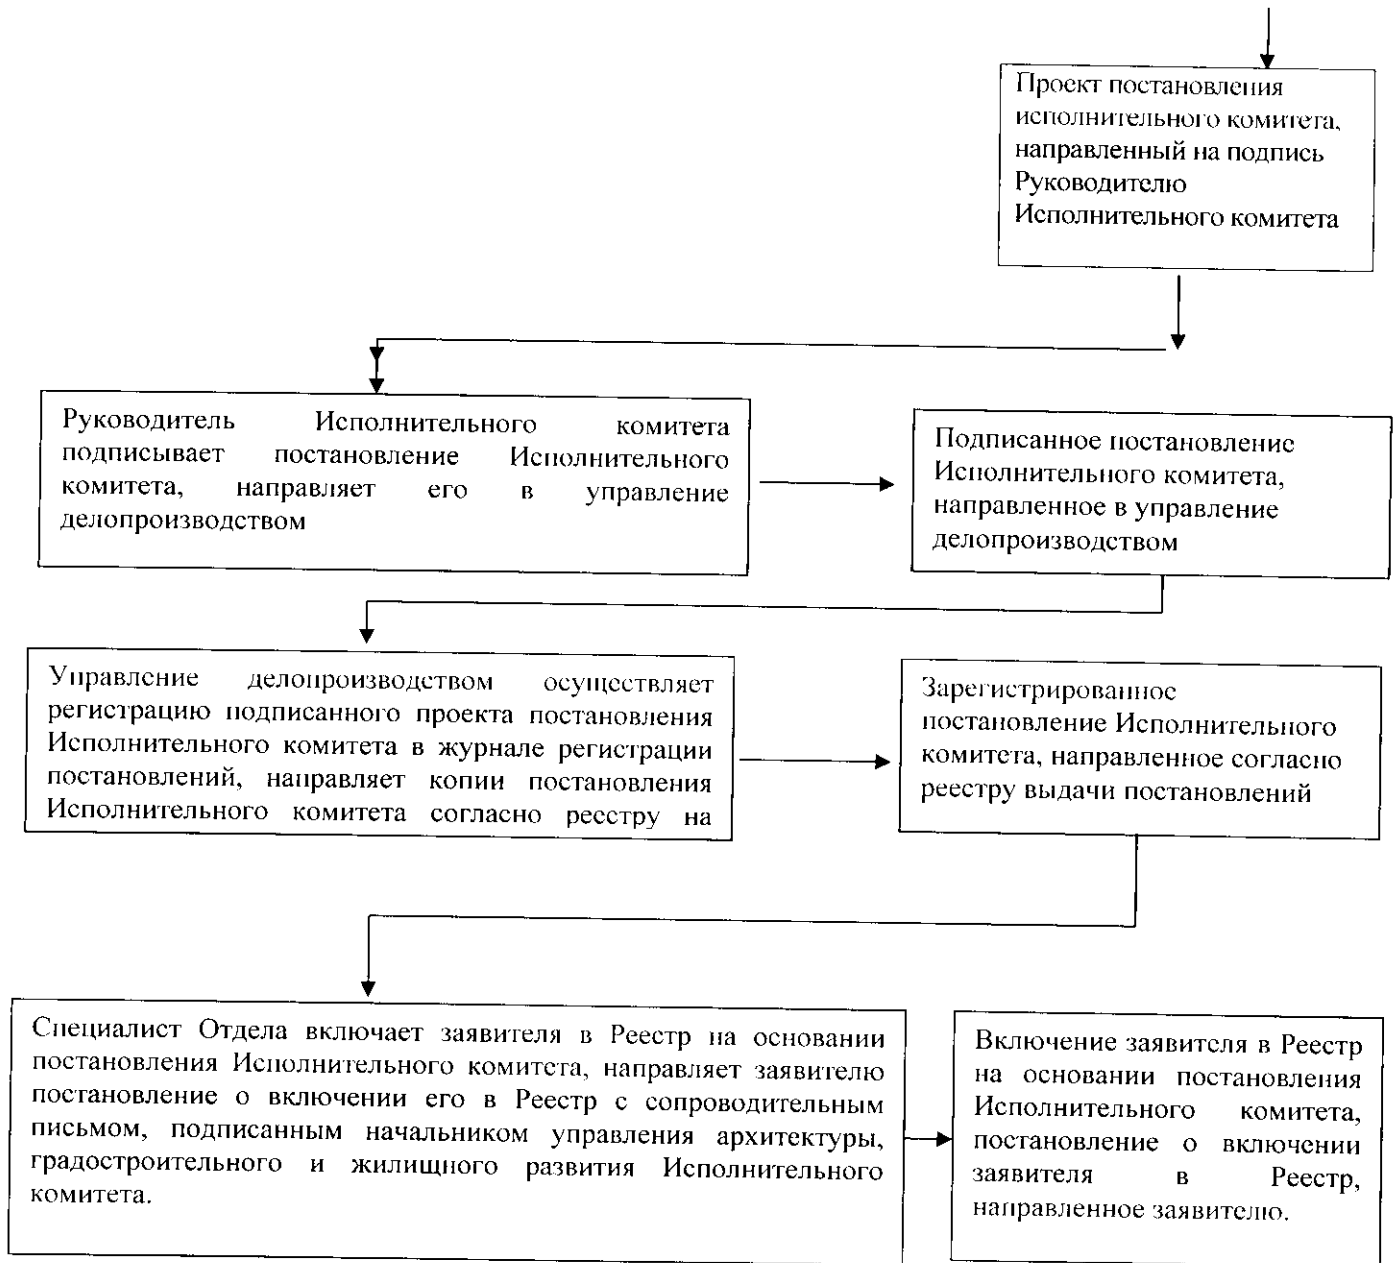 Проект постановления
исполнительного комитета,
направленный на подпись
Руководителю
Исполнительного комитета
Руководитель Исполнительного комитета
подписывает постановление Исполнительного
комитета, направляет его в управление
делопроизводством
Подписанное постановление
Исполнительного комитета,
направленное в управление
делопроизводством
Управление делопроизводством осуществляет
регистрацию подписанного проекта постановления
Исполнительного комитета в журнале регистрации
постановлений, направляет копии постановления
Исполнительного комитета согласно реестру на
Зарегистрированное
постановление Исполнительного
комитета, направленное согласно
реестру выдачи постановлений
Специалист Отдела включает заявителя в Реестр на основании
постановления Исполнительного комитета, направляет заявителю
постановление о включении его в Реестр с сопроводительным
письмом, подписанным начальником управления архитектуры,
градостроительного и жилищного развития Исполнительного
комитета.
Включение заявителя в Реестр
на основании постановления
Исполнительного комитета,
постановление о включении
заявителя в Реестр,
направленное заявителю.